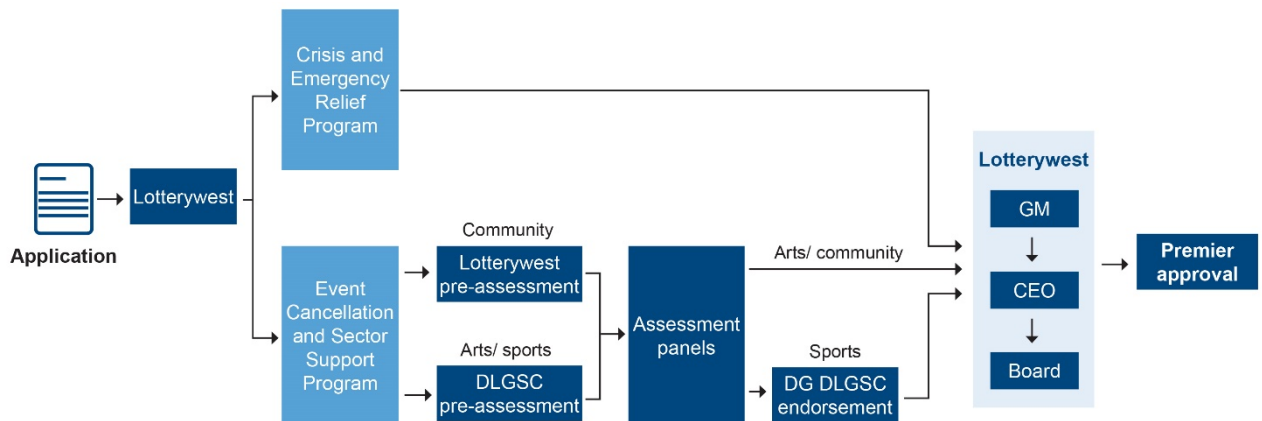 Application
Lotterywest
Crisis and
Emergency
Relief
Program
Event
Cancellation
and Sector
Support
Program
Community
Lotterywest
pre-assessment
Arts/ sports
DLGSC
pre-assessment
Assessment
panels
Arts/ community
Sports
DG DLGSC
endorsement
Lotterywest
GM
CEO
Board
Premier
approval